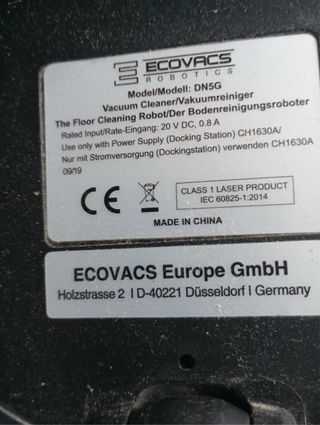 ECOVACS
ROBOTICS
Model/Modell: DN5G
Vacuum Cleaner/Vakuumreiniger
The Floor Cleaning Robot/Der Bodenreinigungsroboter
Rated Input/Rate-Eingang: 20 V DC, 0.8 A
Use only with Power Supply (Docking Station) CH1630A/
Nur mit Stromversorgung (Dockingstation) verwenden CH1630A
09/19
CE
CLASS 1 LASER PRODUCT
IEC 60825-1:2014
MADE IN CHINA
ECOVACS Europe GmbH
Holzstrasse 2 I D-40221 Düsseldorf I Germany